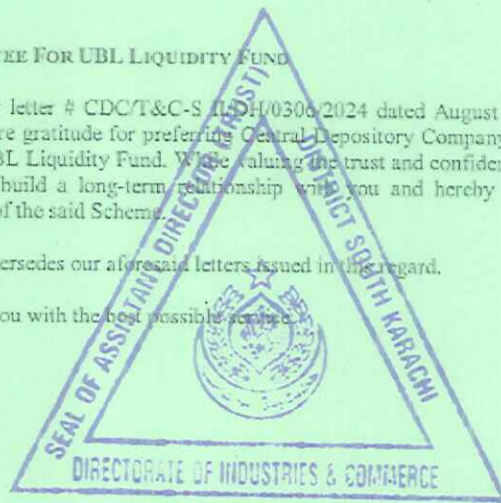 EE FOR UBL LIQUIDITY FUND
letter # CDC/T&C-S II/DH/0306/2024 dated August
re gratitude for preferring Central Depository Company
BL Liquidity Fund. While valuing the trust and confiden
build a long-term relationship with you and hereby
of the said Scheme.
ersedes our aforesaid letters issued in this regard.
ou with the best possible service.
SEAL OF ASSISTANT DIRECTOR
DISTRICT SOUTH KARACHI
DIRECTORATE OF INDUSTRIES & COMMERCE